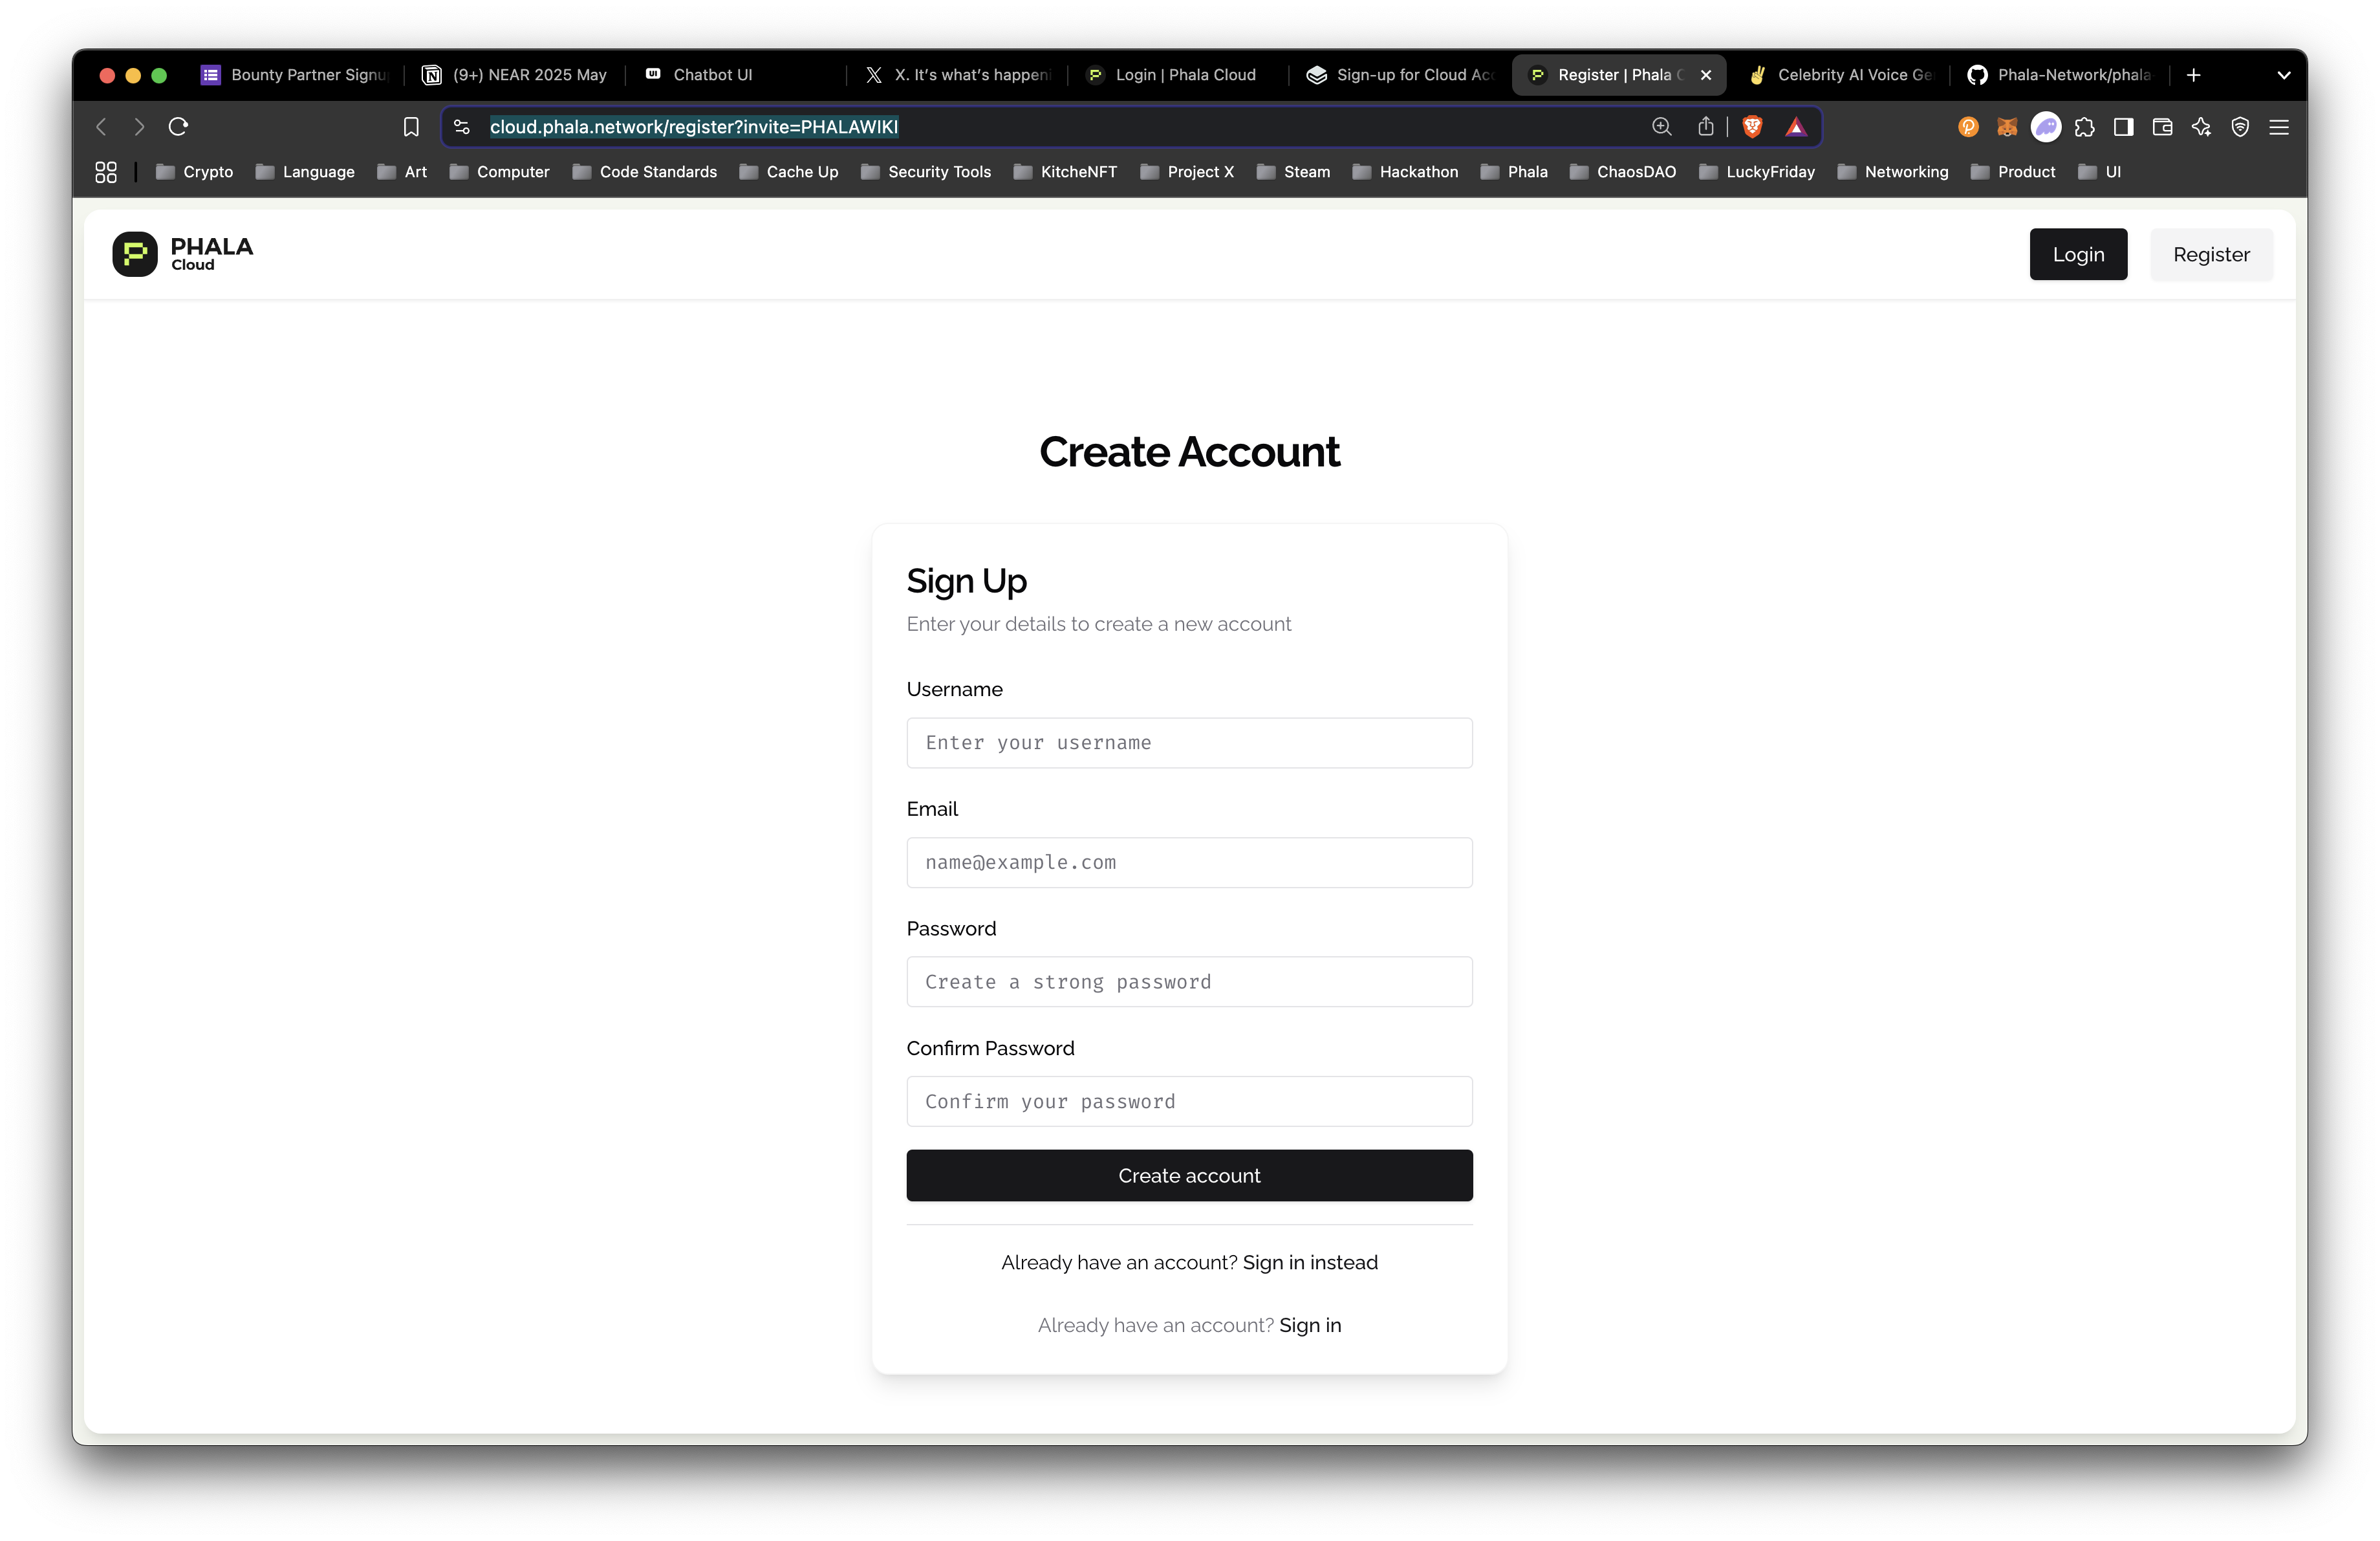 Bounty Partner Signu
(9+) NEAR 2025 May
Chatbot UI
X. It's what's happeni
Login | Phala Cloud
Sign-up for Cloud Acc
Register | Phala C
Celebrity AI Voice Ge
Phala-Network/phala-
cloud.phala.network/register?invite=PHALAWIKI
Crypto
Language
Art
Computer
Code Standards
Cache Up
Security Tools
KitcheNFT
Project X
Steam
Hackathon
Phala
ChaosDAO
LuckyFriday
Networking
Product
UI
PHALA
Cloud
Login
Register
Create Account
Sign Up
Enter your details to create a new account
Username
Enter your username
Email
name@example.com
Password
Create a strong password
Confirm Password
Confirm your password
Create account
Already have an account? Sign in instead
Already have an account? Sign in